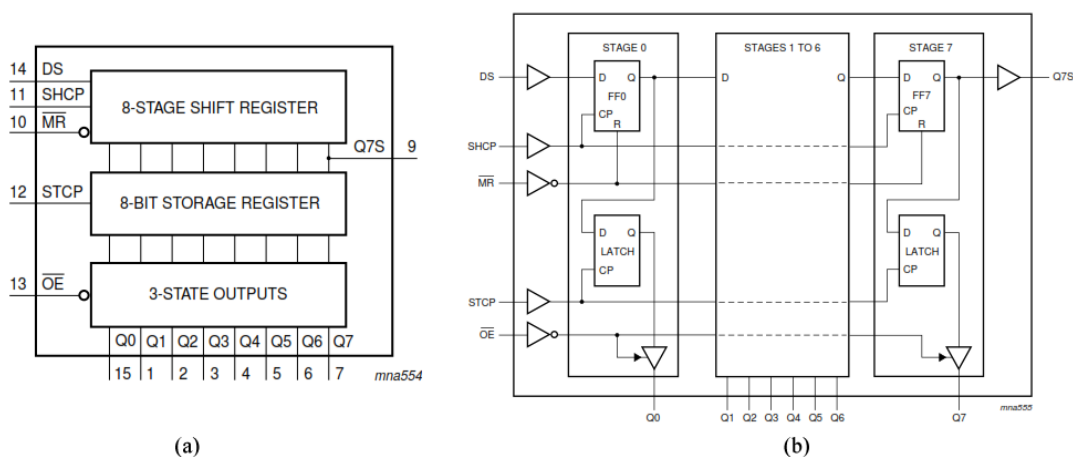 14 DS
11 SHCP
10 MR
8-STAGE SHIFT REGISTER
Q7S 9
12 STCP
8-BIT STORAGE REGISTER
13 OE
3-STATE OUTPUTS
Q0 Q1 Q2 Q3 Q4 Q5 Q6 Q7
15 1 2 3 4 5 6 7
mna554
(a)
STAGE 0 STAGES 1 TO 6 STAGE 7
DS D Q D Q D Q Q7S
FF0 FF7
CP CP
R R
SHCP
MR
D Q D Q
LATCH LATCH
CP CP
STCP
OE
mna555
Q0 Q1 Q2 Q3 Q4 Q5 Q6 Q7
(b)